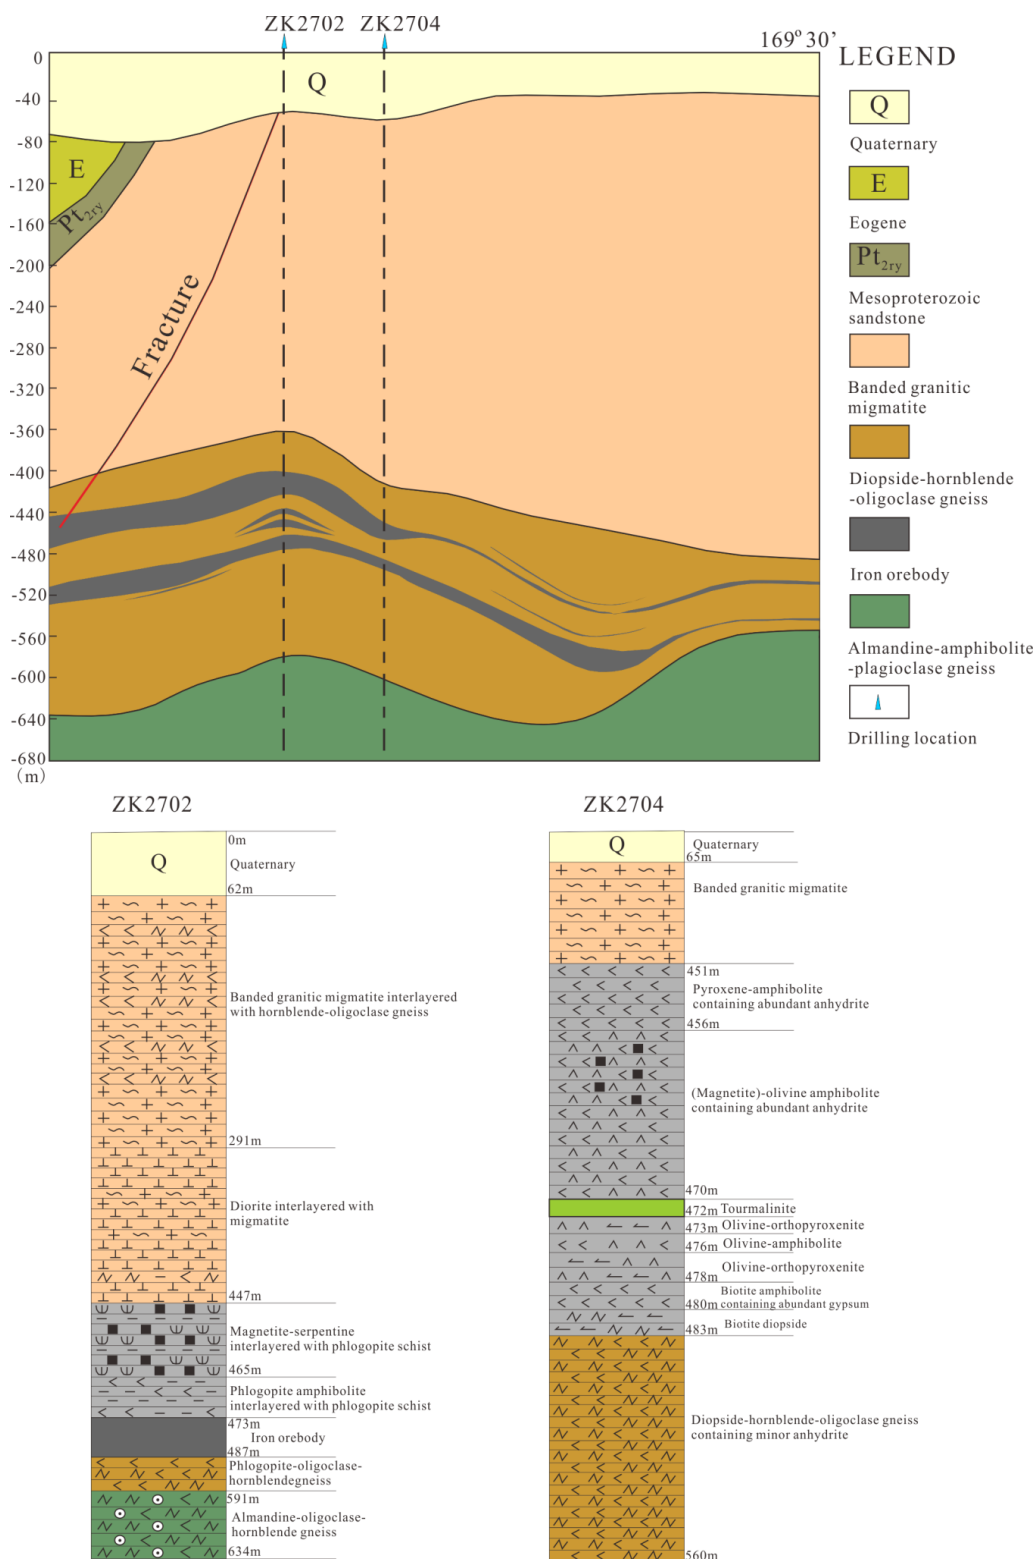 ZK2702 ZK2704
169°30’
LEGEND
0
-40
-80
-120
-160
-200
-240
-280
-320
-360
-400
-440
-480
-520
-560
-600
-640
-680
(m)
Q
E
Pt2ry
Fracture
Q
Quaternary
E
Eogene
Pt2ry
Mesoproterozoic
sandstone
Banded granitic
migmatite
Diopside-hornblende
-oligoclase gneiss
Iron orebody
Almandine-amphibolite
-plagioclase gneiss
Drilling location
ZK2702
0m
Q
Quaternary
62m
Banded granitic migmatite interlayered
with hornblende-oligoclase gneiss
291m
Diorite interlayered with
migmatite
447m
Magnetite-serpentine
interlayered with phlogopite schist
465m
Phlogopite amphibolite
interlayered with phlogopite schist
473m
Iron orebody
487m
Phlogopite-oligoclase-
hornblendegneiss
591m
Almandine-oligoclase-
hornblende gneiss
634m
ZK2704
Q
Quaternary
65m
Banded granitic migmatite
451m
Pyroxene-amphibolite
containing abundant anhydrite
456m
(Magnetite)-olivine amphibolite
containing abundant anhydrite
470m
472m Tourmalinite
473m Olivine-orthopyroxenite
476m Olivine-amphibolite
Olivine-orthopyroxenite
478m
Biotite amphibolite
480m containing abundant gypsum
Biotite diopside
483m
Diopside-hornblende-oligoclase gneiss
containing minor anhydrite
560m